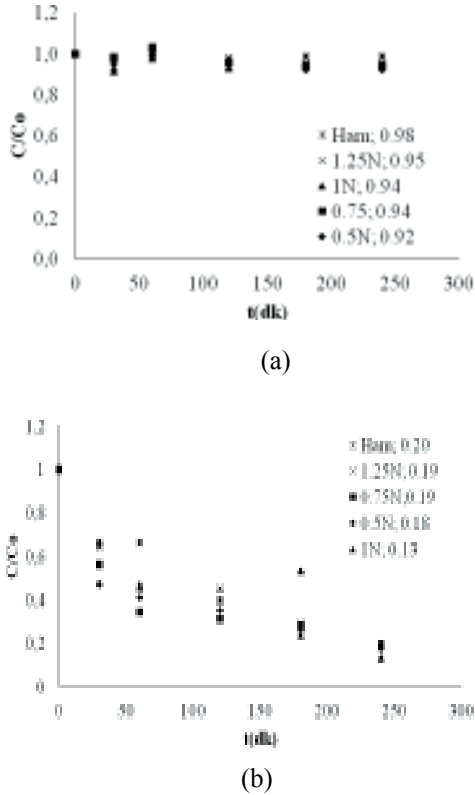 1,2
1,0
0,8
0,6
0,4
0,2
0,0
C/Co
Ham; 0.98
1.25N; 0.95
1N; 0.94
0.75; 0.94
0.5N; 0.92
0 50 100 150 200 250 300
t(dk)
(a)
1,2
1
0,8
0,6
0,4
0,2
0
C/Co
Ham; 0.20
1.25N; 0.19
0.75N; 0.19
0.5N; 0.18
1N; 0.13
0 50 100 150 200 250 300
t(dk)
(b)